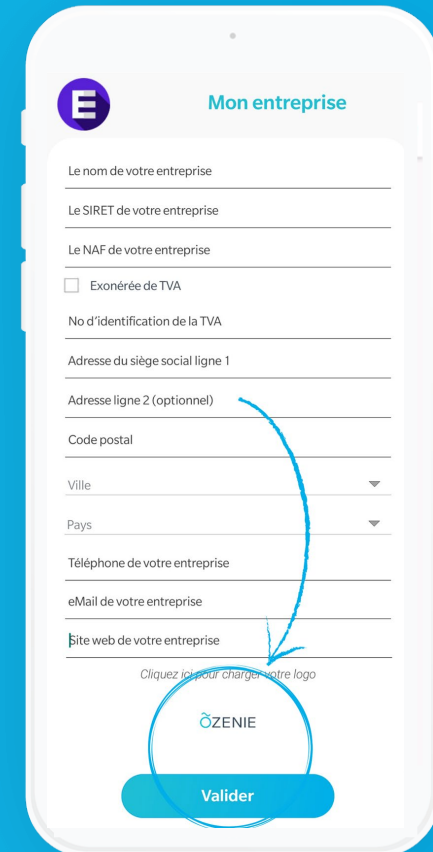 E
Mon entreprise
Le nom de votre entreprise
Le SIRET de votre entreprise
Le NAF de votre entreprise
Exonérée de TVA
No d'identification de la TVA
Adresse du siège social ligne 1
Adresse ligne 2 (optionnel)
Code postal
Ville
Pays
Téléphone de votre entreprise
eMail de votre entreprise
Site web de votre entreprise
Cliquez ici pour charger votre logo
ÕZENIE
Valider